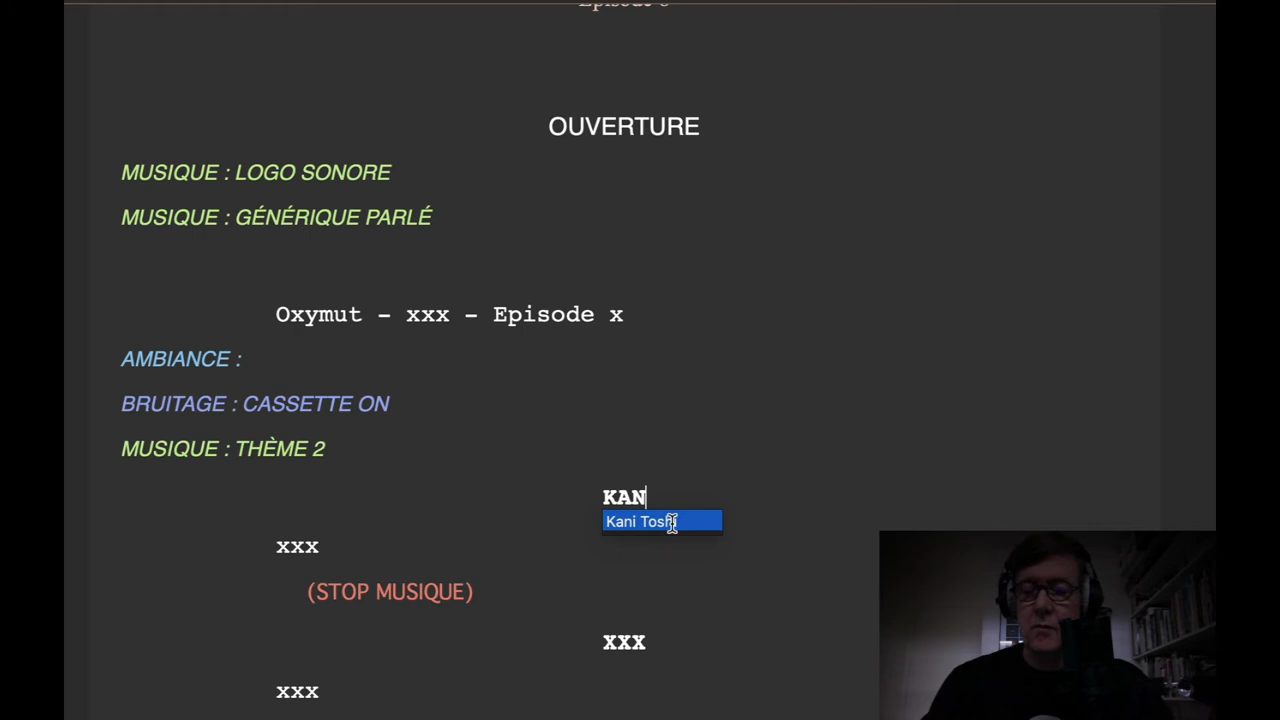 OUVERTURE
MUSIQUE : LOGO SONORE
MUSIQUE : GÉNÉRIQUE PARLÉ
Oxymut - xxx - Episode x
AMBIANCE :
BRUITAGE : CASSETTE ON
MUSIQUE : THÈME 2
KAN
Kani Toshi
xxx
(STOP MUSIQUE)
XXX
xxx